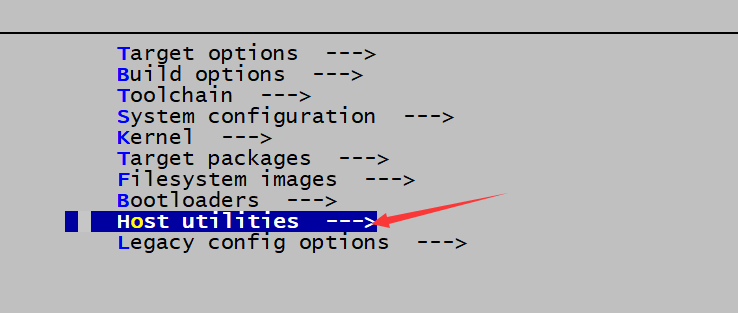 Target options  --->
Build options  --->
Toolchain  --->
System configuration  --->
Kernel  --->
Target packages  --->
Filesystem images  --->
Bootloaders  --->
Host utilities  --->
Legacy config options  --->